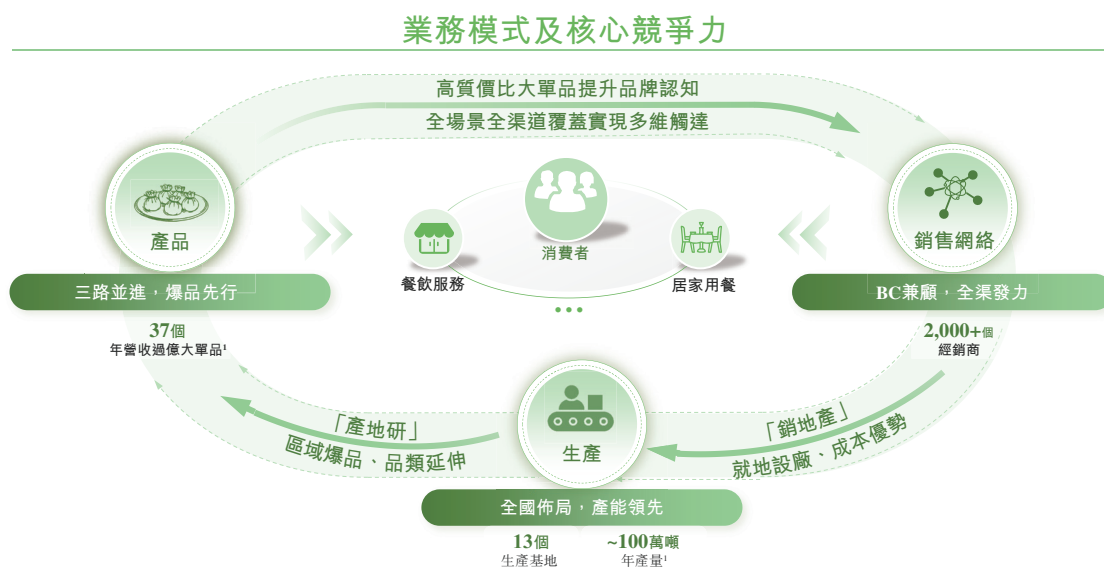 業務模式及核心競爭力
高質價比大單品提升品牌認知
全場景全渠道覆蓋實現多維觸達
產品
三路並進，爆品先行
37個
年營收過億大單品¹
餐飲服務
消費者
居家用餐
銷售網絡
BC兼顧，全渠發力
2,000+個
經銷商
「產地研」
區域爆品、品類延伸
「銷地產」
就地設廠、成本優勢
生產
全國佈局，產能領先
13個
生產基地
~100萬噸
年產量¹